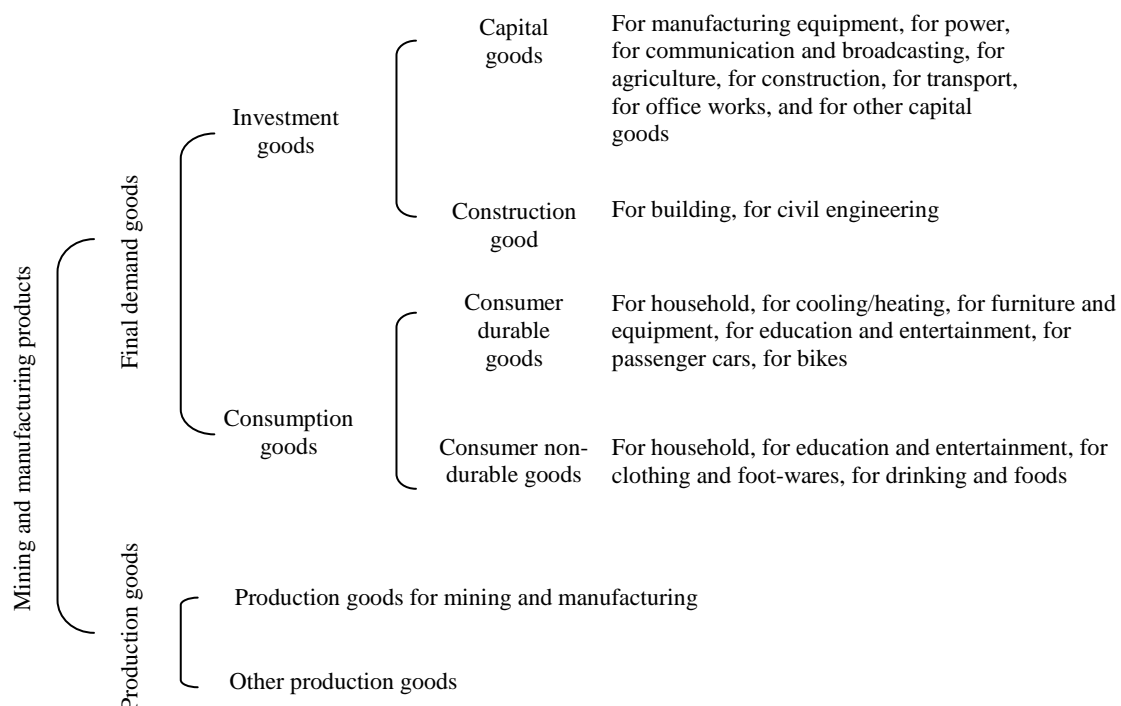 Mining and manufacturing products
Final demand goods
Investment
goods
Capital
goods
For manufacturing equipment, for power,
for communication and broadcasting, for
agriculture, for construction, for transport,
for office works, and for other capital
goods
Construction
good
For building, for civil engineering
Consumption
goods
Consumer
durable
goods
For household, for cooling/heating, for furniture and
equipment, for education and entertainment, for
passenger cars, for bikes
Consumer non-
durable goods
For household, for education and entertainment, for
clothing and foot-wares, for drinking and foods
Production goods
Production goods for mining and manufacturing
Other production goods